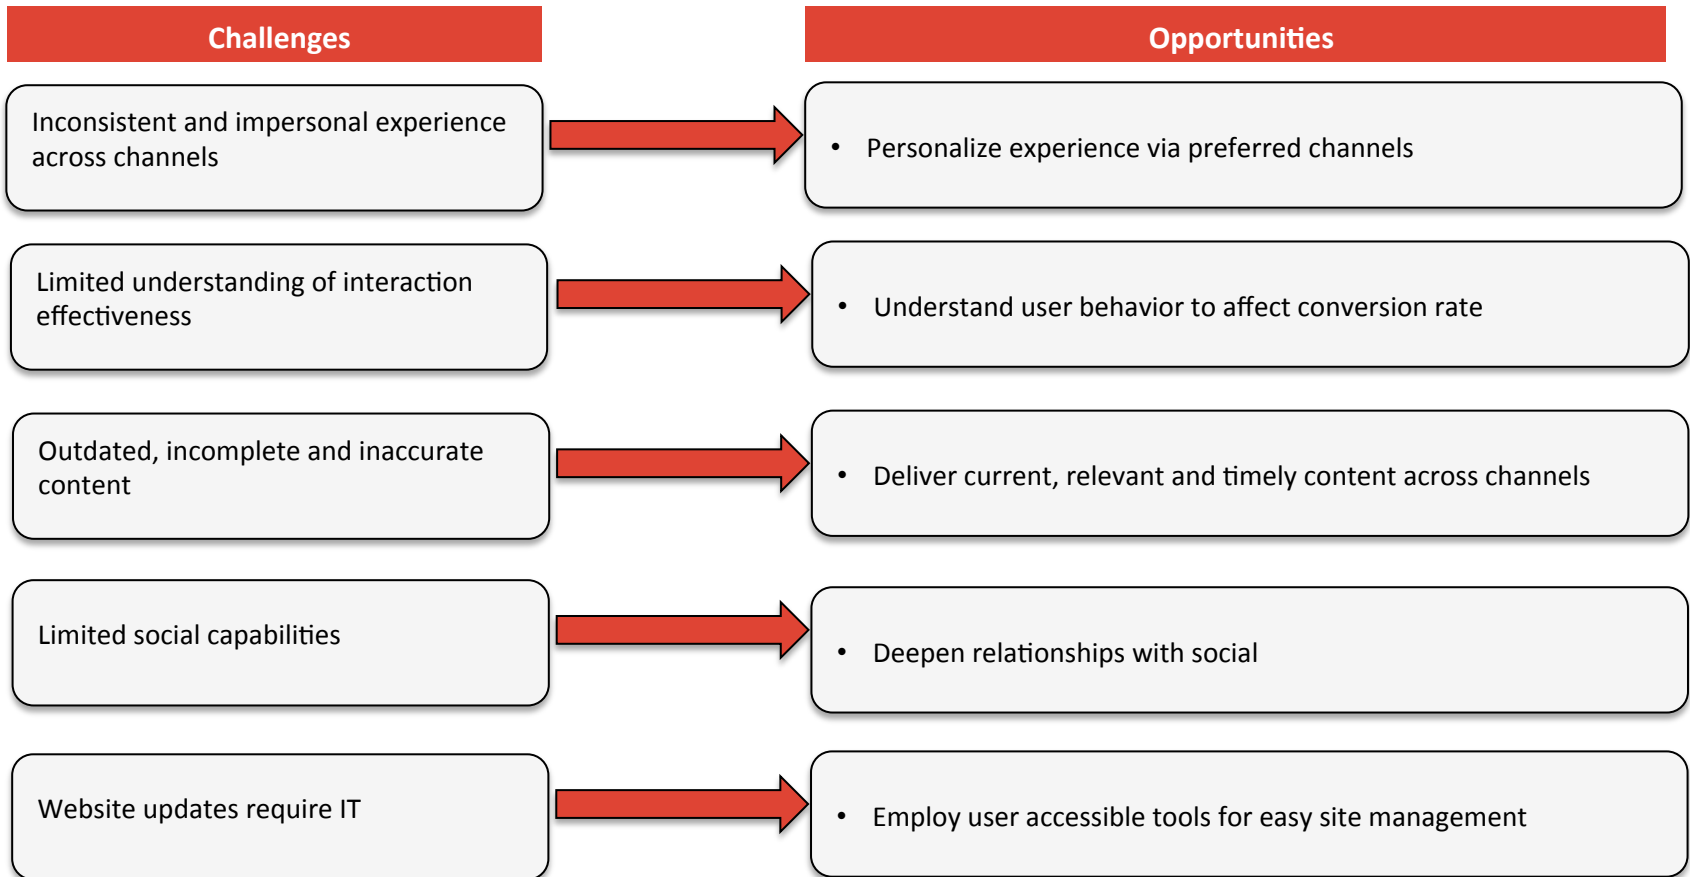 Challenges
Opportunities
Inconsistent and impersonal experience
across channels
• Personalize experience via preferred channels
Limited understanding of interaction
effectiveness
• Understand user behavior to affect conversion rate
Outdated, incomplete and inaccurate
content
• Deliver current, relevant and timely content across channels
Limited social capabilities
• Deepen relationships with social
Website updates require IT
• Employ user accessible tools for easy site management